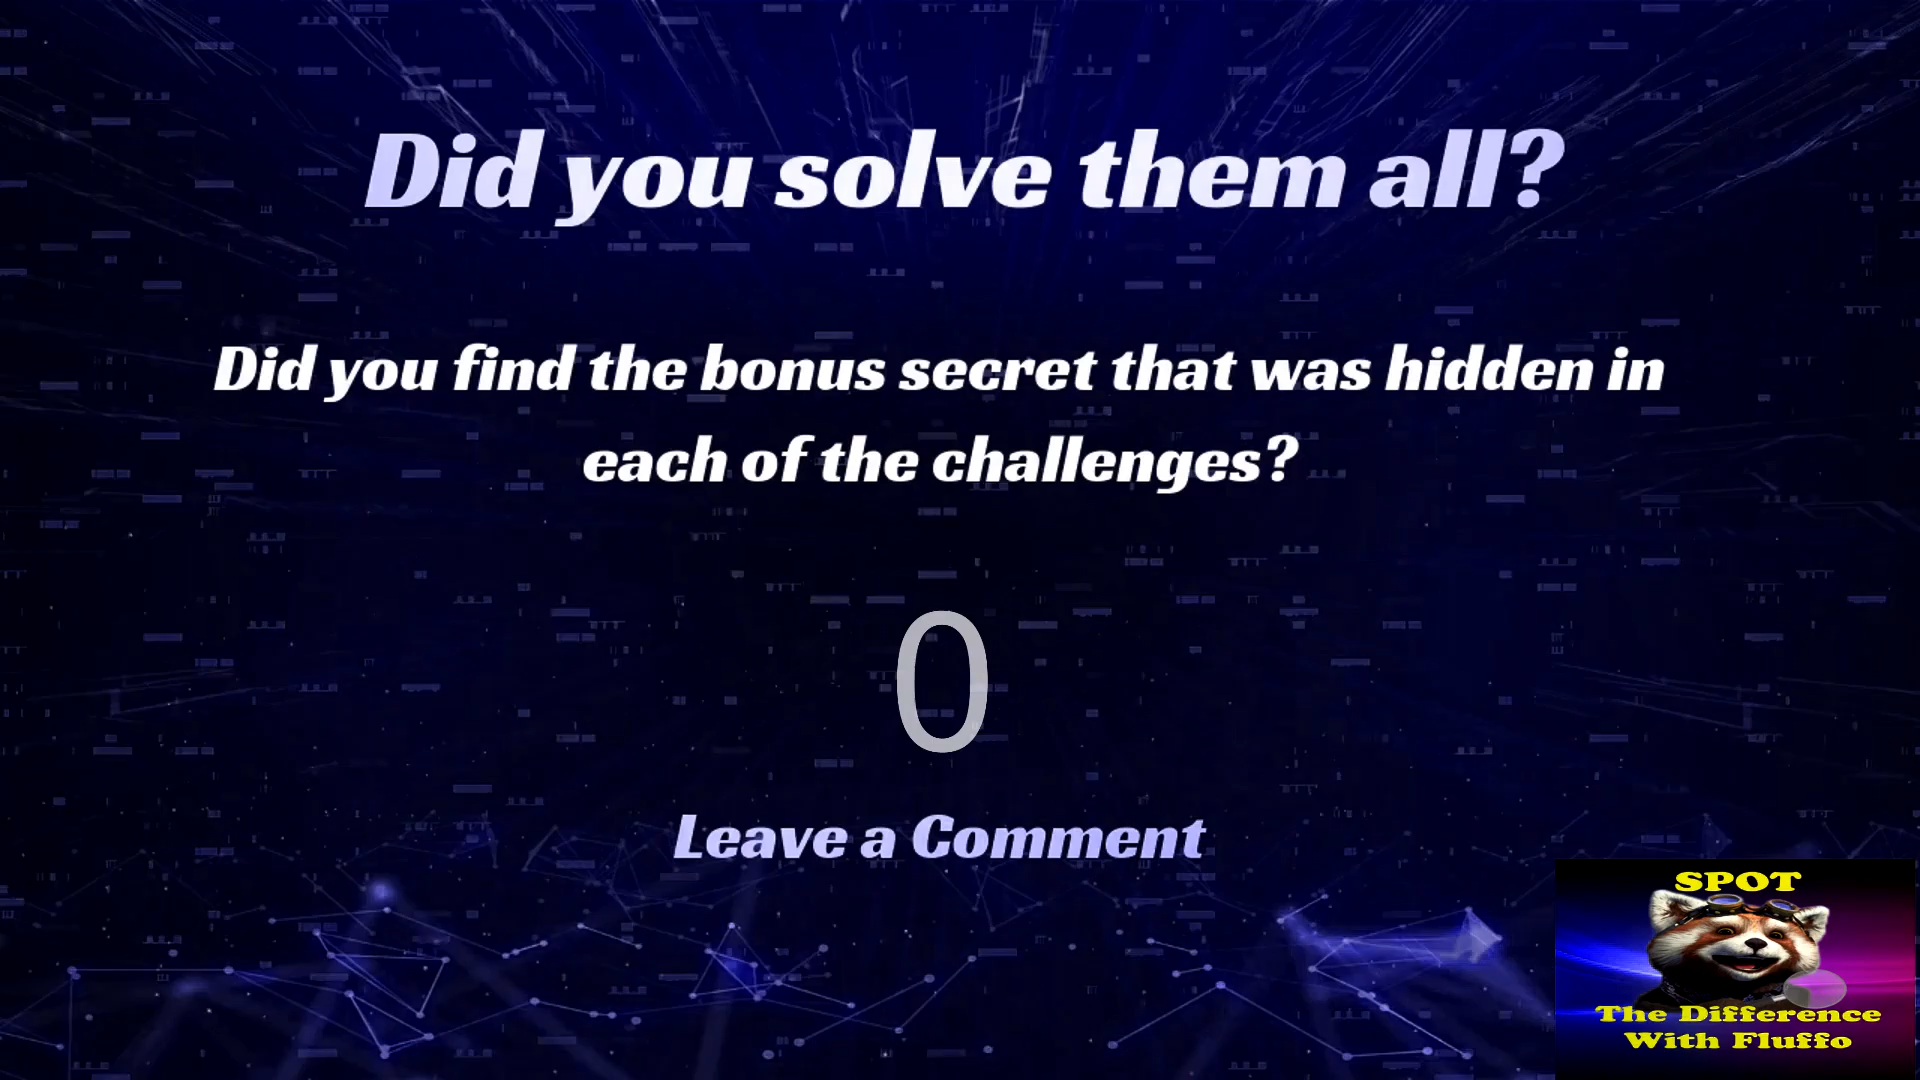 Did you solve them all?
Did you find the bonus secret that was hidden in
each of the challenges?
0
Leave a Comment
SPOT
The Difference
With Fluffo